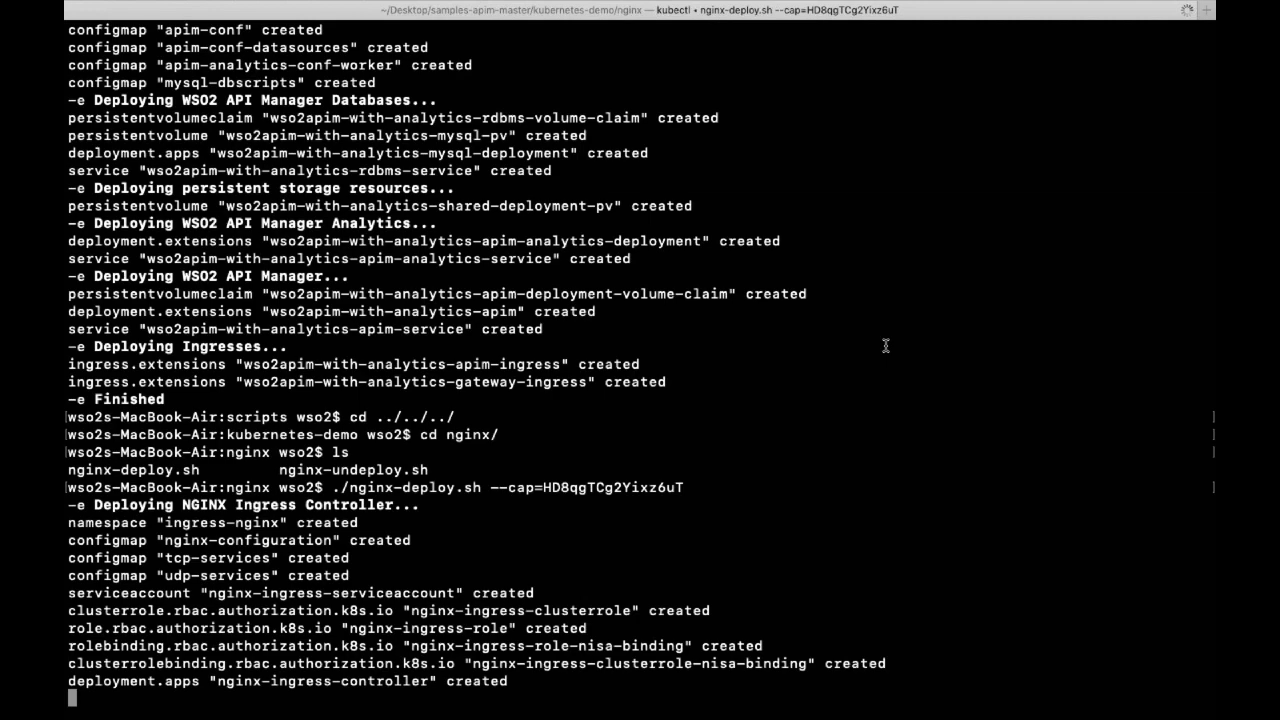 ~/Desktop/samples-apim-master/kubernetes-demo/nginx — kubectl • nginx-deploy.sh --cap=HD8qgTCg2Yixz6uT
configmap "apim-conf" created
configmap "apim-conf-datasources" created
configmap "apim-analytics-conf-worker" created
configmap "mysql-dbscripts" created
-e Deploying WSO2 API Manager Databases...
persistentvolumeclaim "wso2apim-with-analytics-rdbms-volume-claim" created
persistentvolume "wso2apim-with-analytics-mysql-pv" created
deployment.apps "wso2apim-with-analytics-mysql-deployment" created
service "wso2apim-with-analytics-rdbms-service" created
-e Deploying persistent storage resources...
persistentvolume "wso2apim-with-analytics-shared-deployment-pv" created
-e Deploying WSO2 API Manager Analytics...
deployment.extensions "wso2apim-with-analytics-apim-analytics-deployment" created
service "wso2apim-with-analytics-apim-analytics-service" created
-e Deploying WSO2 API Manager...
persistentvolumeclaim "wso2apim-with-analytics-apim-deployment-volume-claim" created
deployment.extensions "wso2apim-with-analytics-apim" created
service "wso2apim-with-analytics-apim-service" created
-e Deploying Ingresses...
ingress.extensions "wso2apim-with-analytics-apim-ingress" created
ingress.extensions "wso2apim-with-analytics-gateway-ingress" created
-e Finished
wso2s-MacBook-Air:scripts wso2$ cd ../../../
wso2s-MacBook-Air:kubernetes-demo wso2$ cd nginx/
wso2s-MacBook-Air:nginx wso2$ ls
nginx-deploy.sh nginx-undeploy.sh
wso2s-MacBook-Air:nginx wso2$ ./nginx-deploy.sh --cap=HD8qgTCg2Yixz6uT
-e Deploying NGINX Ingress Controller...
namespace "ingress-nginx" created
configmap "nginx-configuration" created
configmap "tcp-services" created
configmap "udp-services" created
serviceaccount "nginx-ingress-serviceaccount" created
clusterrole.rbac.authorization.k8s.io "nginx-ingress-clusterrole" created
role.rbac.authorization.k8s.io "nginx-ingress-role" created
rolebinding.rbac.authorization.k8s.io "nginx-ingress-role-nisa-binding" created
clusterrolebinding.rbac.authorization.k8s.io "nginx-ingress-clusterrole-nisa-binding" created
deployment.apps "nginx-ingress-controller" created